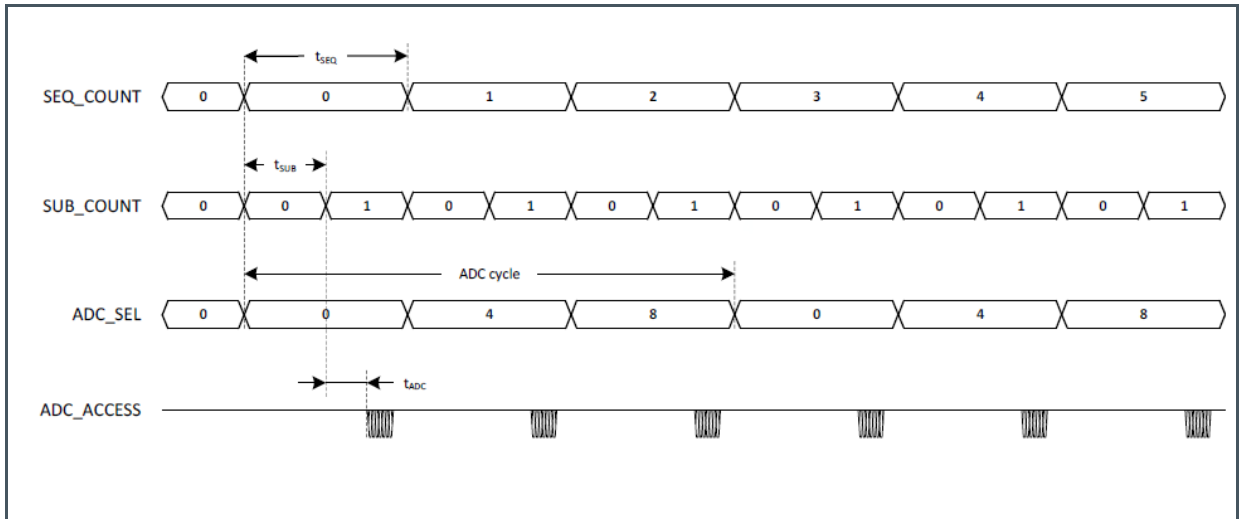 tSEQ
SEQ_COUNT 0 0 1 2 3 4 5
tSUB
SUB_COUNT 0 0 1 0 1 0 1 0 1 0 1 0 1
ADC cycle
ADC_SEL 0 0 4 8 0 4 8
tADC
ADC_ACCESS